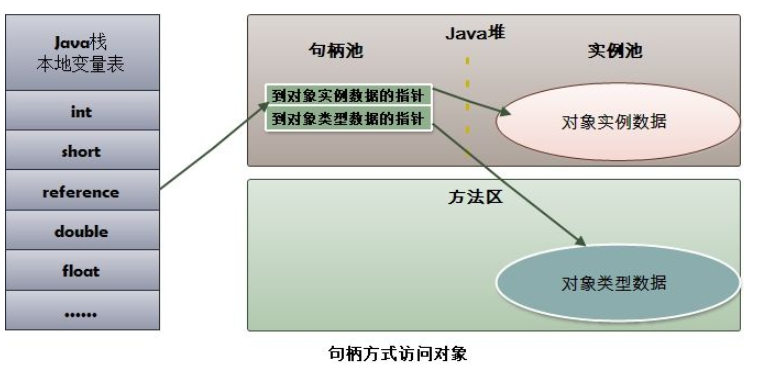 Java栈
本地变量表
int
short
reference
double
float
......
Java堆
句柄池
实例池
到对象实例数据的指针
到对象类型数据的指针
对象实例数据
方法区
对象类型数据
句柄方式访问对象